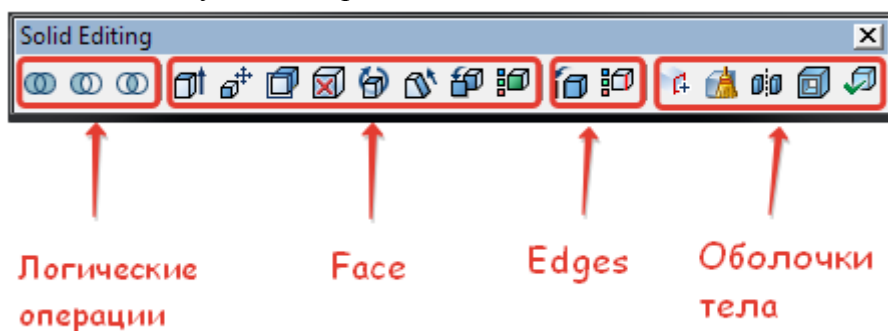 Solid Editing
Логические
операции
Face
Edges
Оболочки
тела